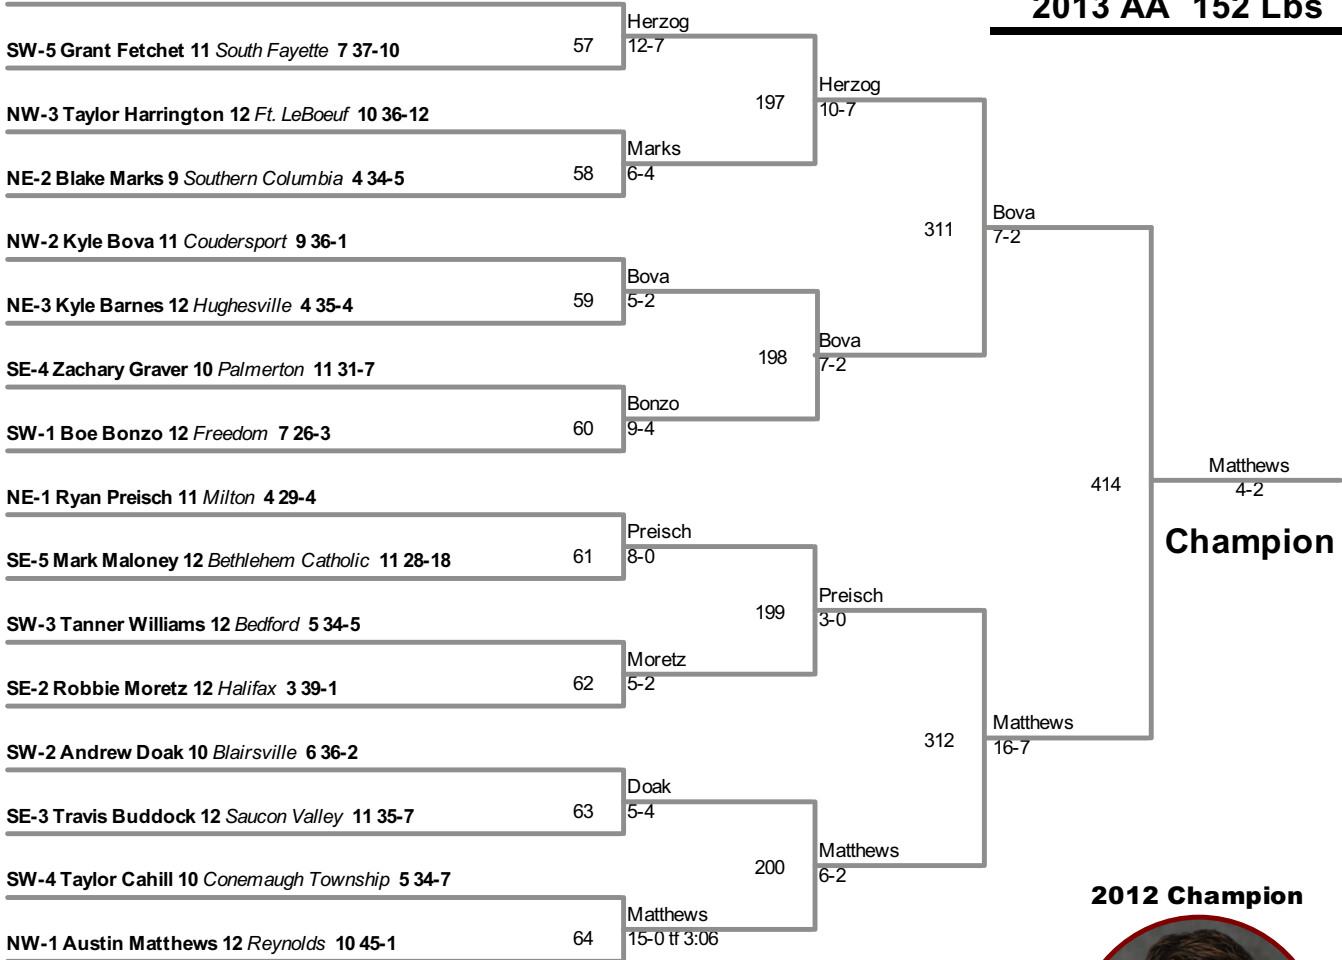 2013 AA 152 Lbs
Herzog
SW-5 Grant Fetchet 11 South Fayette 7 37-10
57
12-7
Herzog
197
10-7
NW-3 Taylor Harrington 12 Ft. LeBoeuf 10 36-12
Marks
58
6-4
NE-2 Blake Marks 9 Southern Columbia 4 34-5
Bova
311
7-2
NW-2 Kyle Bova 11 Coudersport 9 36-1
Bova
59
5-2
NE-3 Kyle Barnes 12 Hughesville 4 35-4
Bova
198
7-2
SE-4 Zachary Graver 10 Palmerton 11 31-7
Bonzo
60
9-4
SW-1 Boe Bonzo 12 Freedom 7 26-3
Matthews
414
4-2
Champion
NE-1 Ryan Preisch 11 Milton 4 29-4
Preisch
61
8-0
SE-5 Mark Maloney 12 Bethlehem Catholic 11 28-18
Preisch
199
3-0
SW-3 Tanner Williams 12 Bedford 5 34-5
Moretz
62
5-2
SE-2 Robbie Moretz 12 Halifax 3 39-1
Matthews
312
16-7
SW-2 Andrew Doak 10 Blairsville 6 36-2
Doak
63
5-4
SE-3 Travis Buddock 12 Saucon Valley 11 35-7
Matthews
200
6-2
SW-4 Taylor Cahill 10 Conemaugh Township 5 34-7
Matthews
64
15-0 tf 3:06
NW-1 Austin Matthews 12 Reynolds 10 45-1
2012 Champion